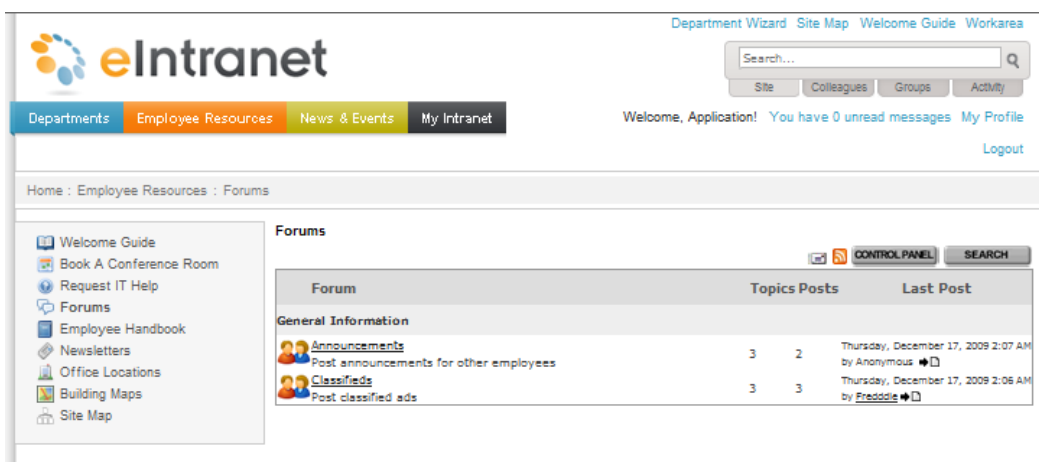 Department Wizard Site Map Welcome Guide Workarea
eIntranet
Search...
Site Colleagues Groups Activity
Departments Employee Resources News & Events My Intranet
Welcome, Application! You have 0 unread messages My Profile
Logout
Home : Employee Resources : Forums
Welcome Guide
Book A Conference Room
Request IT Help
Forums
Employee Handbook
Newsletters
Office Locations
Building Maps
Site Map
Forums
CONTROL PANEL SEARCH
Forum Topics Posts Last Post
General Information
Announcements
Post announcements for other employees
3 2 Thursday, December 17, 2009 2:07 AM
by Anonymous
Classifieds
Post classified ads
3 3 Thursday, December 17, 2009 2:06 AM
by Fredddie